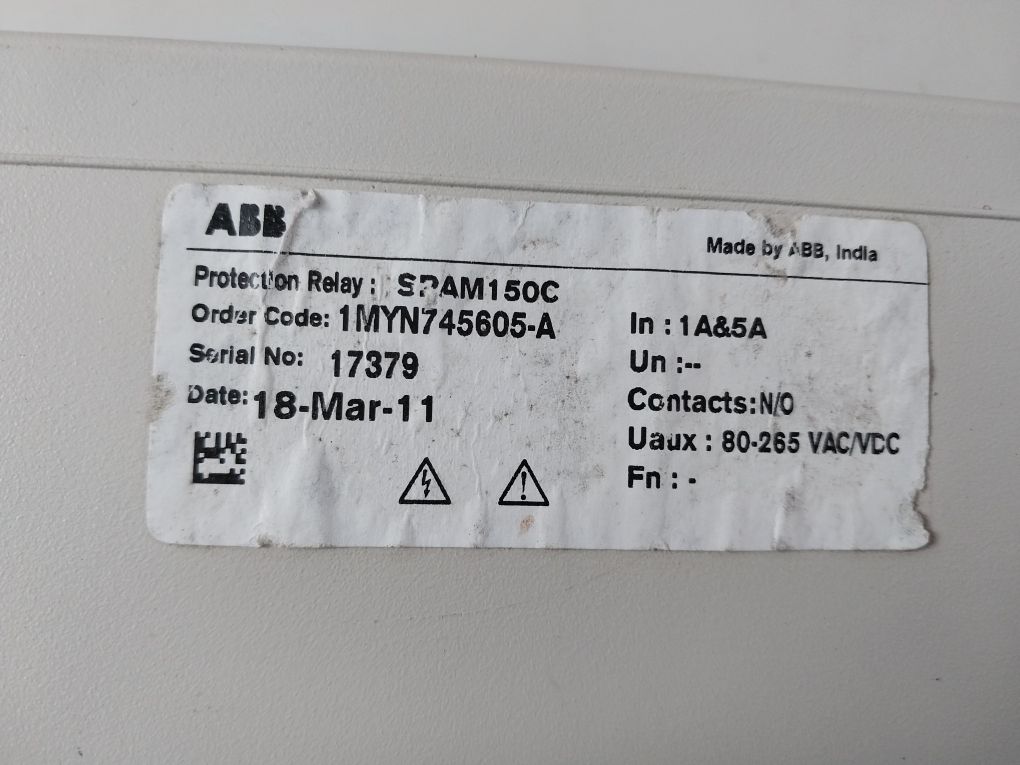 ABB
Made by ABB, India
Protection Relay : SPAM150C
Order Code: 1MYN745605-A
Serial No: 17379
Date: 18-Mar-11
In : 1A&5A
Un :--
Contacts:N/O
Uaux : 80-265 VAC/VDC
Fn : -